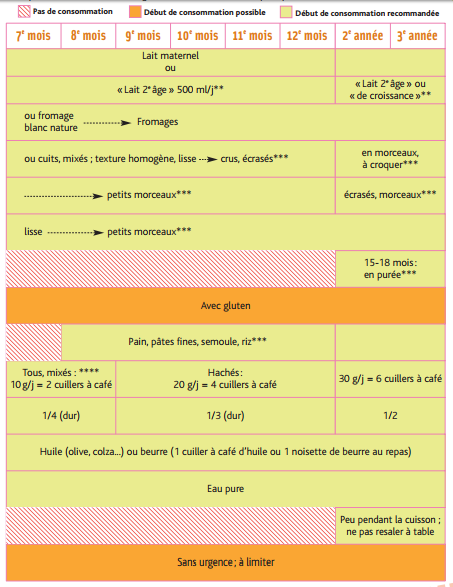 Pas de consommation
Début de consommation possible
Début de consommation recommandée
7e mois
8e mois
9e mois
10e mois
11e mois
12e mois
2e année
3e année
Lait maternel
ou
« Lait 2e âge » 500 ml/j**
« Lait 2e âge » ou
« de croissance »**
ou fromage
blanc nature
Fromages
ou cuits, mixés ; texture homogène, lisse
crus, écrasés***
en morceaux,
à croquer***
petits morceaux***
écrasés, morceaux***
lisse
petits morceaux***
15-18 mois :
en purée***
Avec gluten
Pain, pâtes fines, semoule, riz***
Tous, mixés : ****
10 g/j = 2 cuillers à café
Hachés :
20 g/j = 4 cuillers à café
30 g/j = 6 cuillers à café
1/4 (dur)
1/3 (dur)
1/2
Huile (olive, colza...) ou beurre (1 cuiller à café d'huile ou 1 noisette de beurre au repas)
Eau pure
Peu pendant la cuisson ;
ne pas resaler à table
Sans urgence ; à limiter